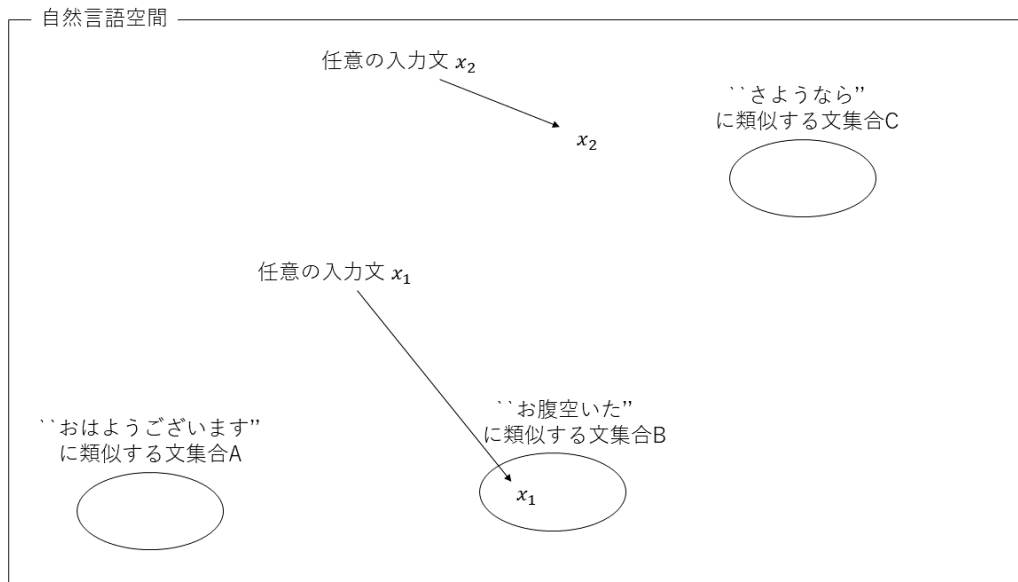 自然言語空間
任意の入力文 x₂
x₂
``さようなら’’
に類似する文集合C
任意の入力文 x₁
``おはようございます’’
に類似する文集合A
``お腹空いた’’
に類似する文集合B
x₁